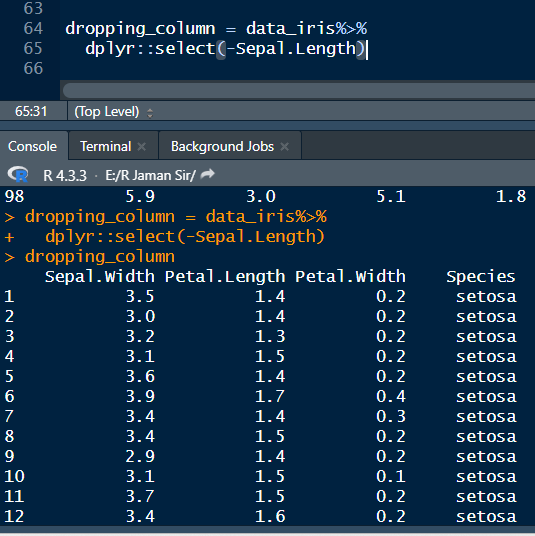 63
64 dropping_column = data_iris%>%
65   dplyr::select(-Sepal.Length)
66
65:31 (Top Level)
Console Terminal Background Jobs
R R 4.3.3 · E:/R Jaman Sir/
98 5.9 3.0 5.1 1.8
> dropping_column = data_iris%>%
+   dplyr::select(-Sepal.Length)
> dropping_column
Sepal.Width Petal.Length Petal.Width Species
1 3.5 1.4 0.2 setosa
2 3.0 1.4 0.2 setosa
3 3.2 1.3 0.2 setosa
4 3.1 1.5 0.2 setosa
5 3.6 1.4 0.2 setosa
6 3.9 1.7 0.4 setosa
7 3.4 1.4 0.3 setosa
8 3.4 1.5 0.2 setosa
9 2.9 1.4 0.2 setosa
10 3.1 1.5 0.1 setosa
11 3.7 1.5 0.2 setosa
12 3.4 1.6 0.2 setosa